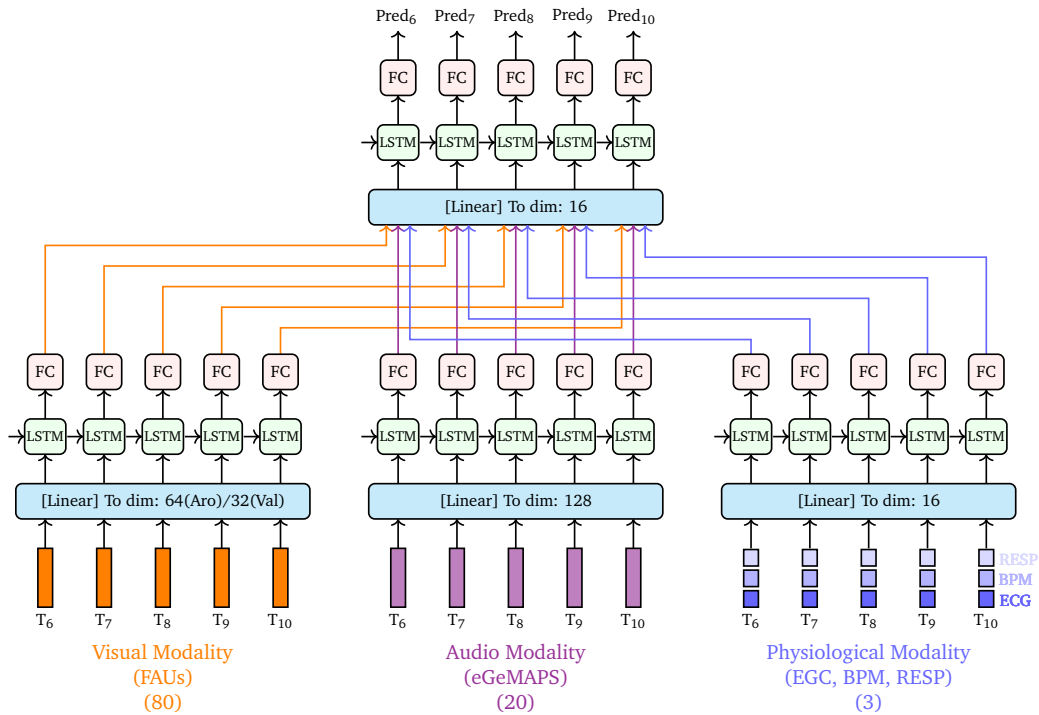 Pred6 Pred7 Pred8 Pred9 Pred10
FC FC FC FC FC
LSTM LSTM LSTM LSTM LSTM
[Linear] To dim: 16
FC FC FC FC FC FC FC FC FC FC FC FC FC FC FC
LSTM LSTM LSTM LSTM LSTM LSTM LSTM LSTM LSTM LSTM LSTM LSTM LSTM LSTM LSTM
[Linear] To dim: 64(Aro)/32(Val) [Linear] To dim: 128 [Linear] To dim: 16
RESP
BPM
ECG
T6 T7 T8 T9 T10 T6 T7 T8 T9 T10 T6 T7 T8 T9 T10
Visual Modality
(FAUs)
(80)
Audio Modality
(eGeMAPS)
(20)
Physiological Modality
(EGC, BPM, RESP)
(3)